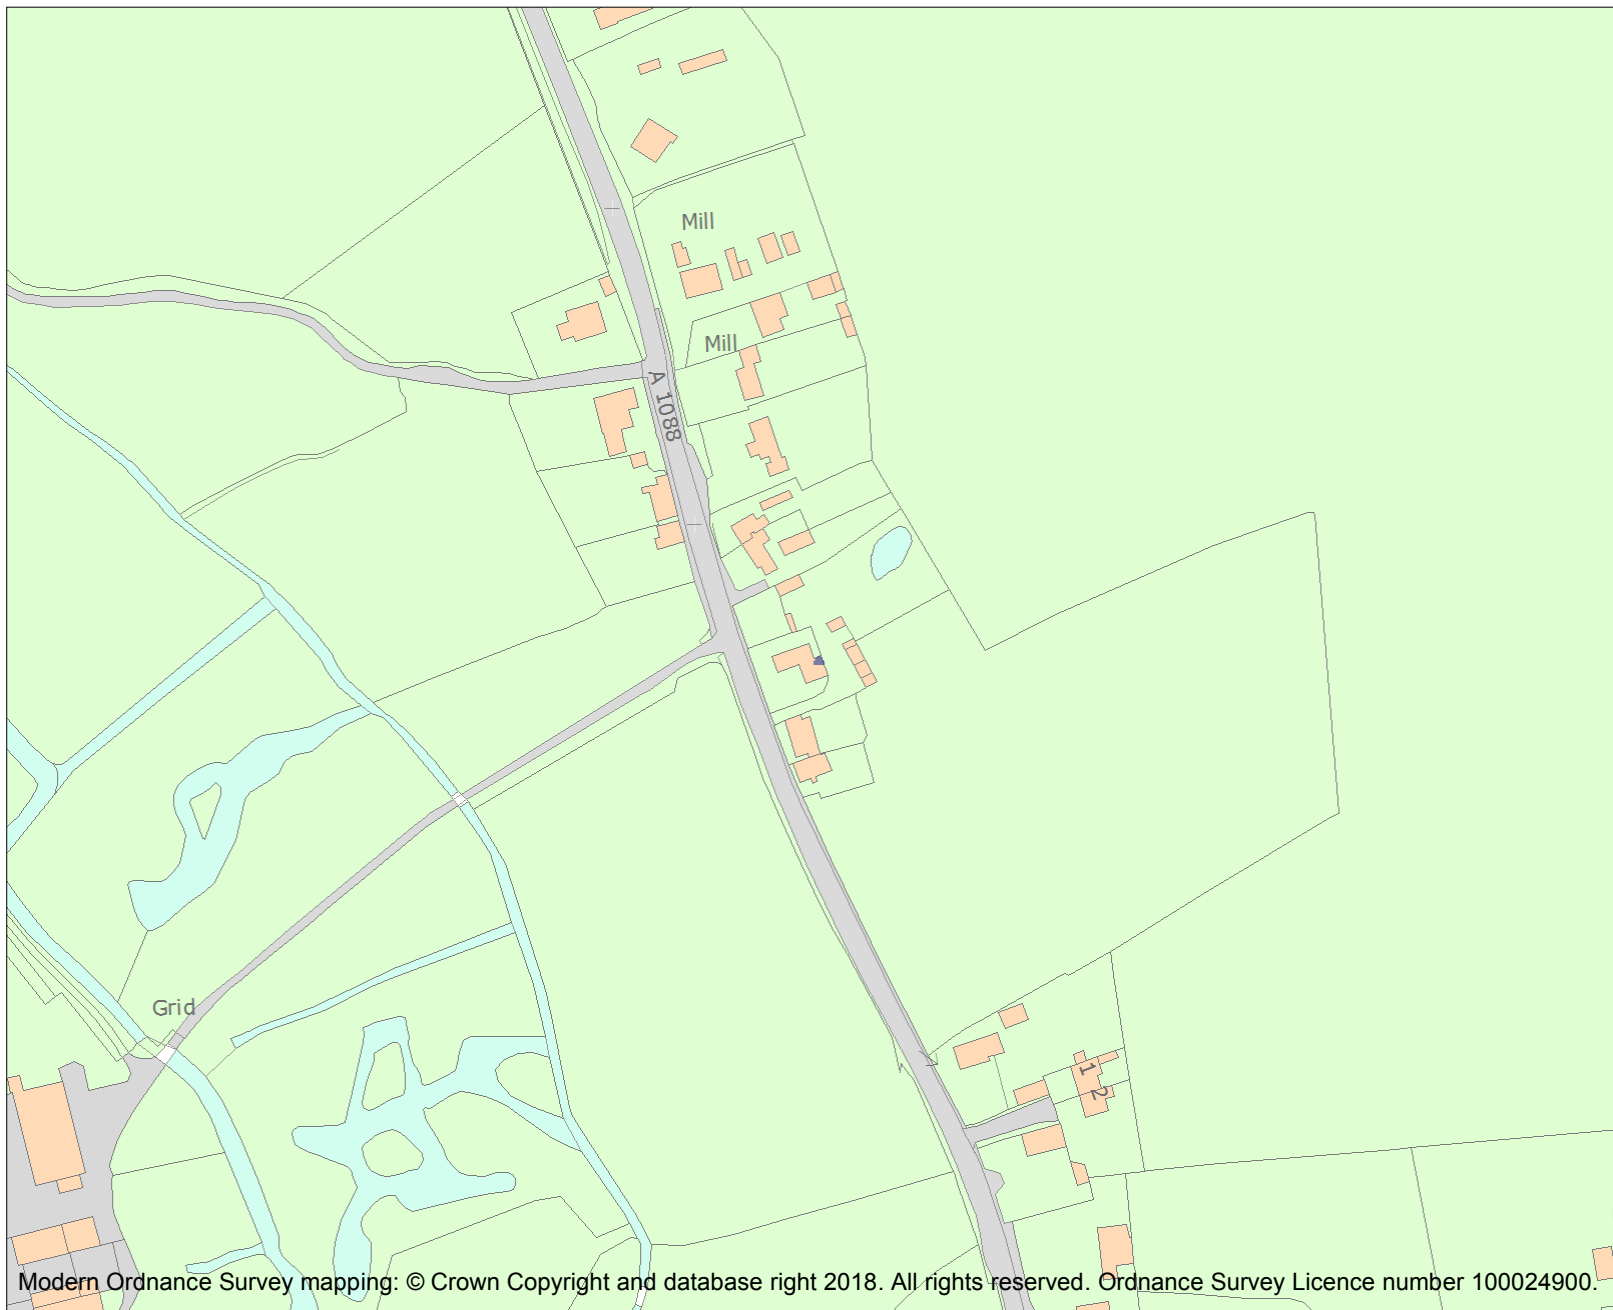 Mill
Mill
A 1088
Grid
1
2
Modern Ordnance Survey mapping: © Crown Copyright and database right 2018. All rights reserved. Ordnance Survey Licence number 100024900.